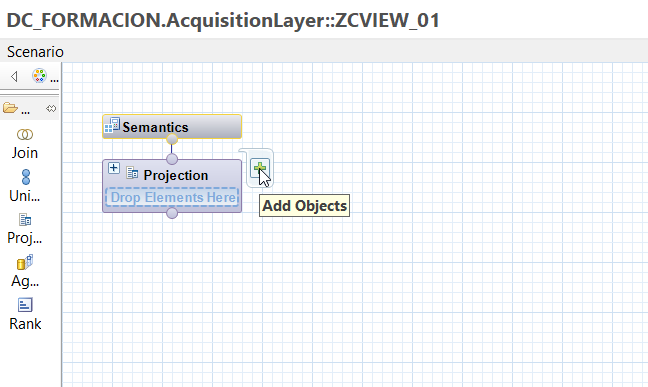 DC_FORMACION.AcquisitionLayer::ZCVIEW_01
Scenario
...
...
Join
Uni...
Proj...
Ag...
Rank
Semantics
Projection
Drop Elements Here
Add Objects